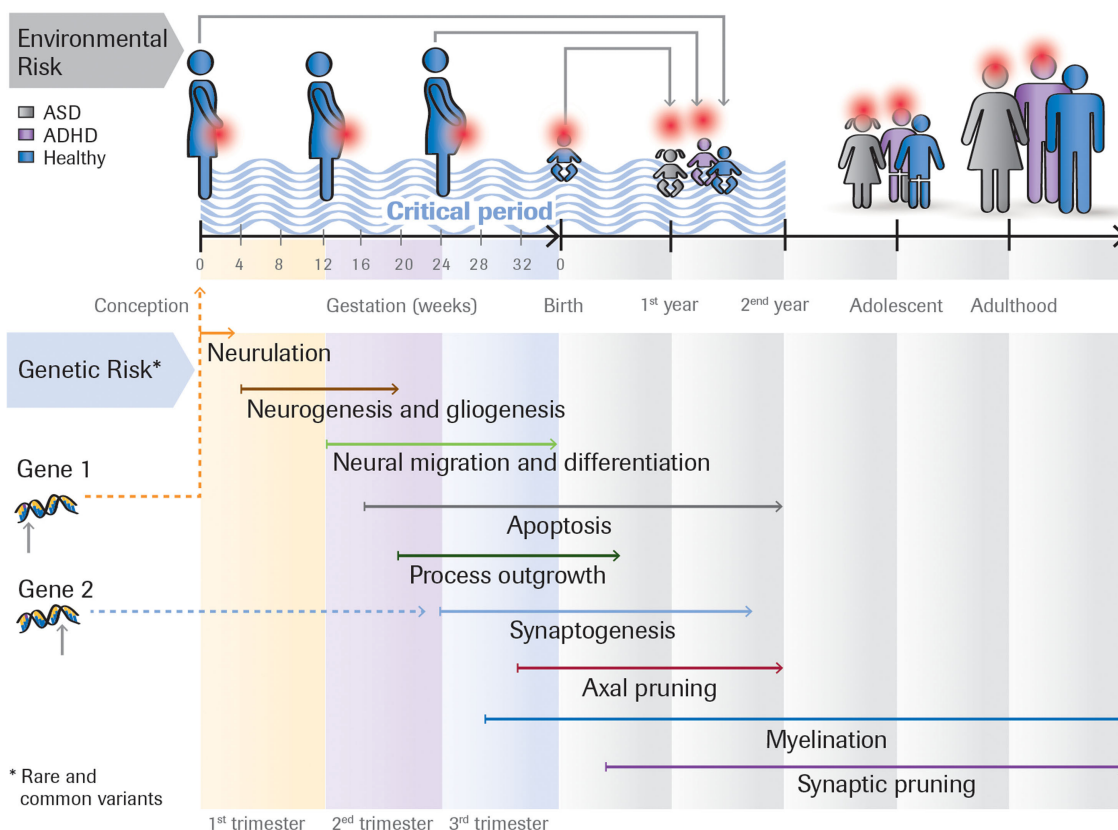 Environmental
Risk
ASD
ADHD
Healthy
Critical period
0 4 8 12 16 20 24 28 32 0
Conception Gestation (weeks) Birth 1st year 2end year Adolescent Adulthood
Genetic Risk*
Neurulation
Neurogenesis and gliogenesis
Neural migration and differentiation
Gene 1
Apoptosis
Process outgrowth
Gene 2
Synaptogenesis
Axal pruning
Myelination
Synaptic pruning
* Rare and
common variants
1st trimester 2ed trimester 3rd trimester